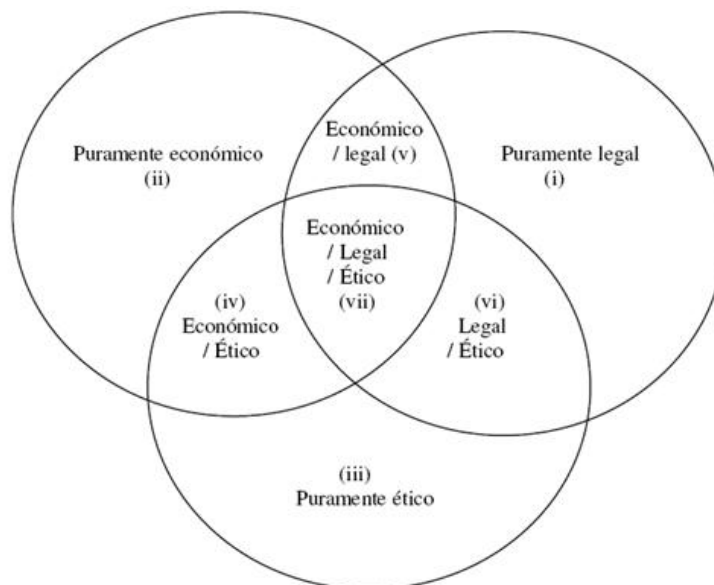 Económico
/ legal (v)
Puramente económico
(ii)
Puramente legal
(i)
Económico
/ Legal
/ Ético
(vii)
(iv)
Económico
/ Ético
(vi)
Legal
/ Ético
(iii)
Puramente ético